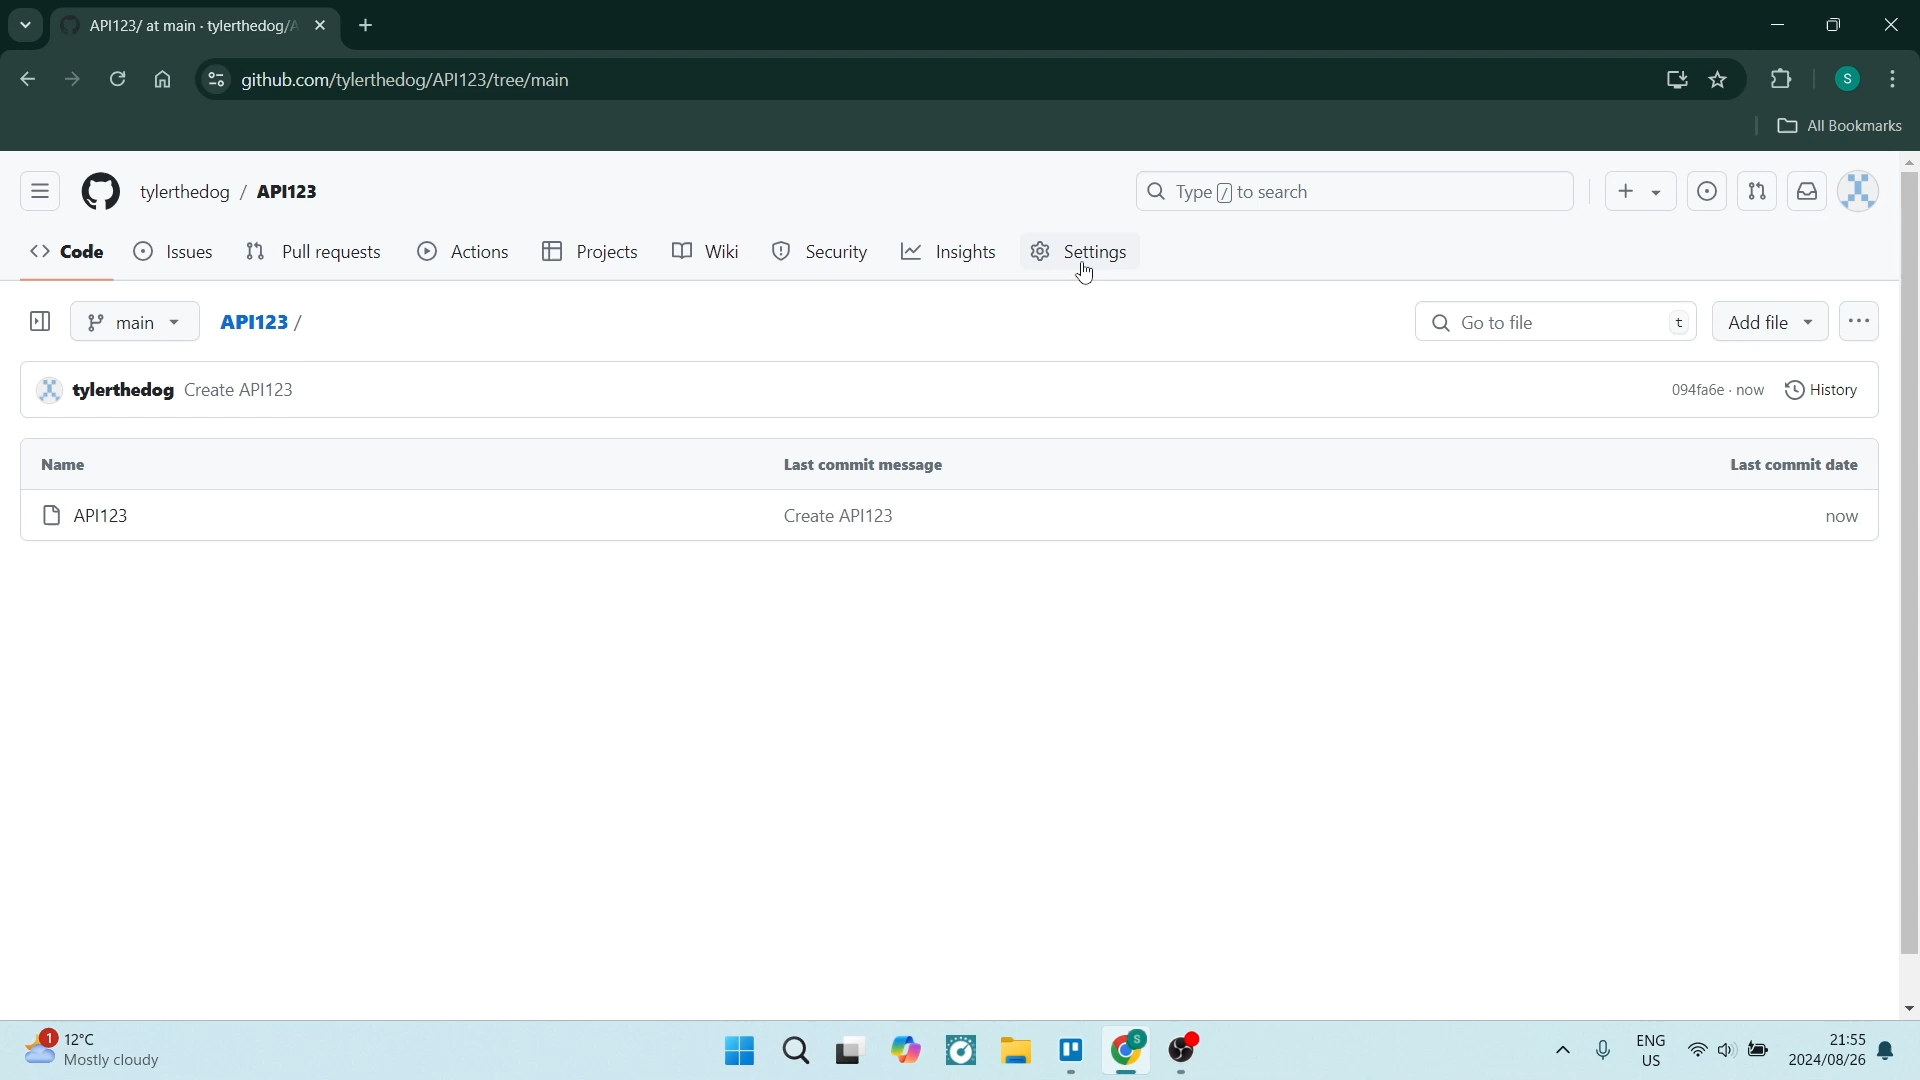 API123/ at main · tylerthedog/A
github.com/tylerthedog/API123/tree/main
S
All Bookmarks
tylerthedog / API123
Type / to search
Code Issues Pull requests Actions Projects Wiki Security Insights Settings
main API123 / Go to file t Add file
tylerthedog Create API123 094fa6e · now History
Name Last commit message Last commit date
API123 Create API123 now
1 12°C
Mostly cloudy
S
ENG
US
21:55
2024/08/26